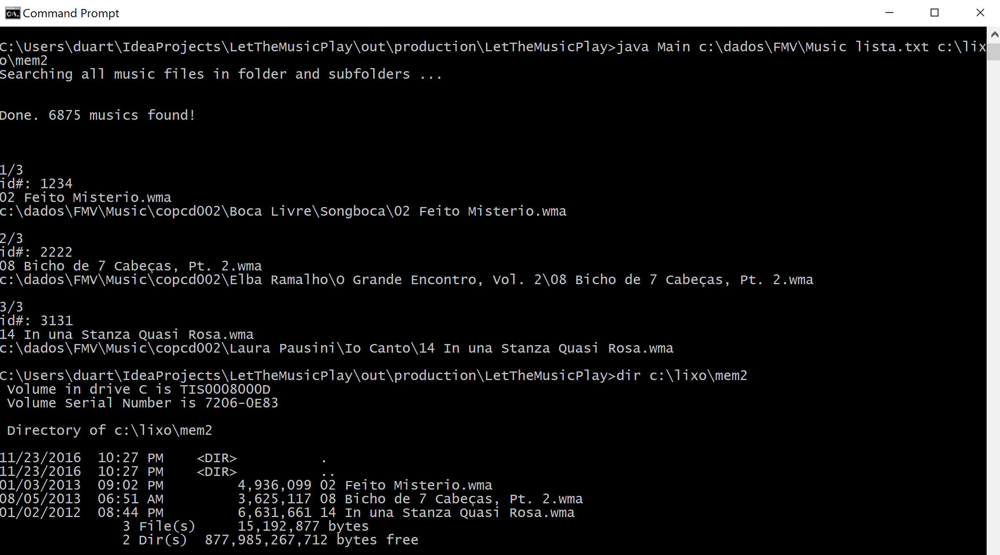 Command Prompt
C:\Users\duart\IdeaProjects\LetTheMusicPlay\out\production\LetTheMusicPlay>java Main c:\dados\FMV\Music lista.txt c:\lix
o\mem2
Searching all music files in folder and subfolders ...
Done. 6875 musics found!
1/3
id#: 1234
02 Feito Misterio.wma
c:\dados\FMV\Music\copcd002\Boca Livre\Songboca\02 Feito Misterio.wma
2/3
id#: 2222
08 Bicho de 7 Cabeças, Pt. 2.wma
c:\dados\FMV\Music\copcd002\Elba Ramalho\O Grande Encontro, Vol. 2\08 Bicho de 7 Cabeças, Pt. 2.wma
3/3
id#: 3131
14 In una Stanza Quasi Rosa.wma
c:\dados\FMV\Music\copcd002\Laura Pausini\Io Canto\14 In una Stanza Quasi Rosa.wma
C:\Users\duart\IdeaProjects\LetTheMusicPlay\out\production\LetTheMusicPlay>dir c:\lixo\mem2
Volume in drive C is TIS0008000D
Volume Serial Number is 7206-0E83
Directory of c:\lixo\mem2
11/23/2016  10:27 PM    <DIR>          .
11/23/2016  10:27 PM    <DIR>          ..
01/03/2013  09:02 PM         4,936,099 02 Feito Misterio.wma
08/05/2013  06:51 AM         3,625,117 08 Bicho de 7 Cabeças, Pt. 2.wma
01/02/2012  08:44 PM         6,631,661 14 In una Stanza Quasi Rosa.wma
3 File(s)     15,192,877 bytes
2 Dir(s)  877,985,267,712 bytes free